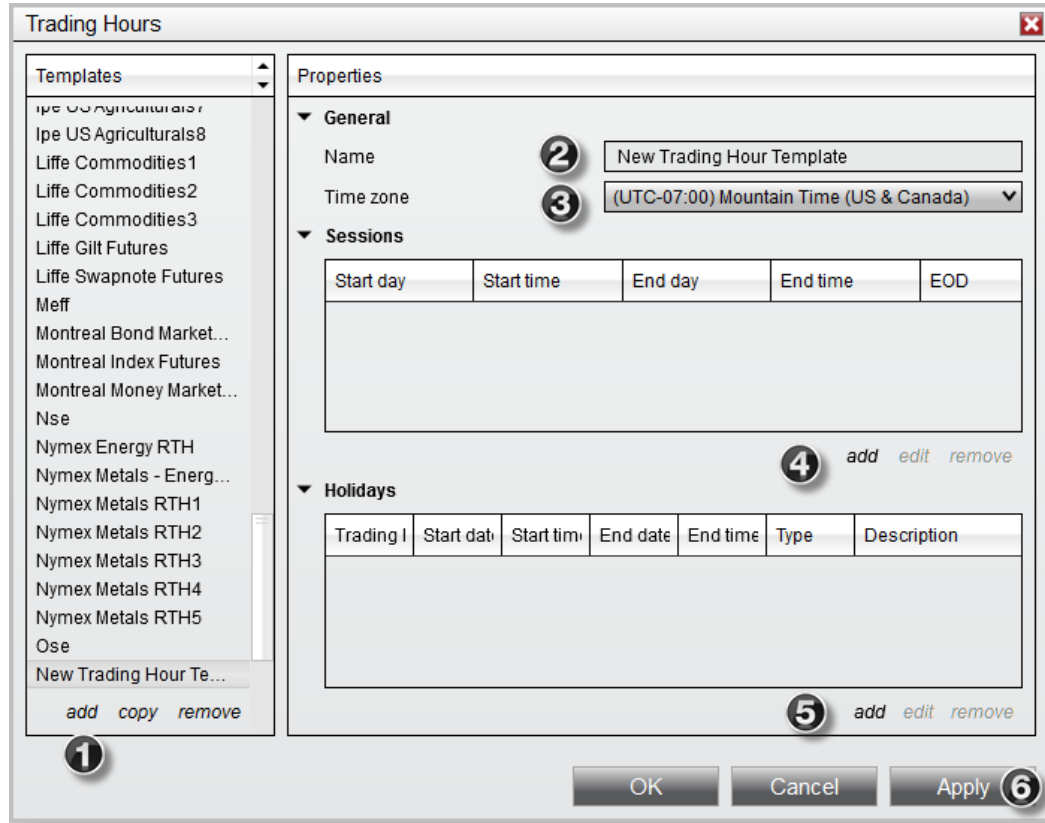 Trading Hours
Templates
Ipe US Agriculturals7
Ipe US Agriculturals8
Liffe Commodities1
Liffe Commodities2
Liffe Commodities3
Liffe Gilt Futures
Liffe Swapnote Futures
Meff
Montreal Bond Market...
Montreal Index Futures
Montreal Money Market...
Nse
Nymex Energy RTH
Nymex Metals - Energ...
Nymex Metals RTH1
Nymex Metals RTH2
Nymex Metals RTH3
Nymex Metals RTH4
Nymex Metals RTH5
Ose
New Trading Hour Te...
add copy remove
1
Properties
General
Name 2 New Trading Hour Template
Time zone 3 (UTC-07:00) Mountain Time (US & Canada)
Sessions
Start day Start time End day End time EOD
4 add edit remove
Holidays
Trading Start date Start time End date End time Type Description
5 add edit remove
OK Cancel Apply 6